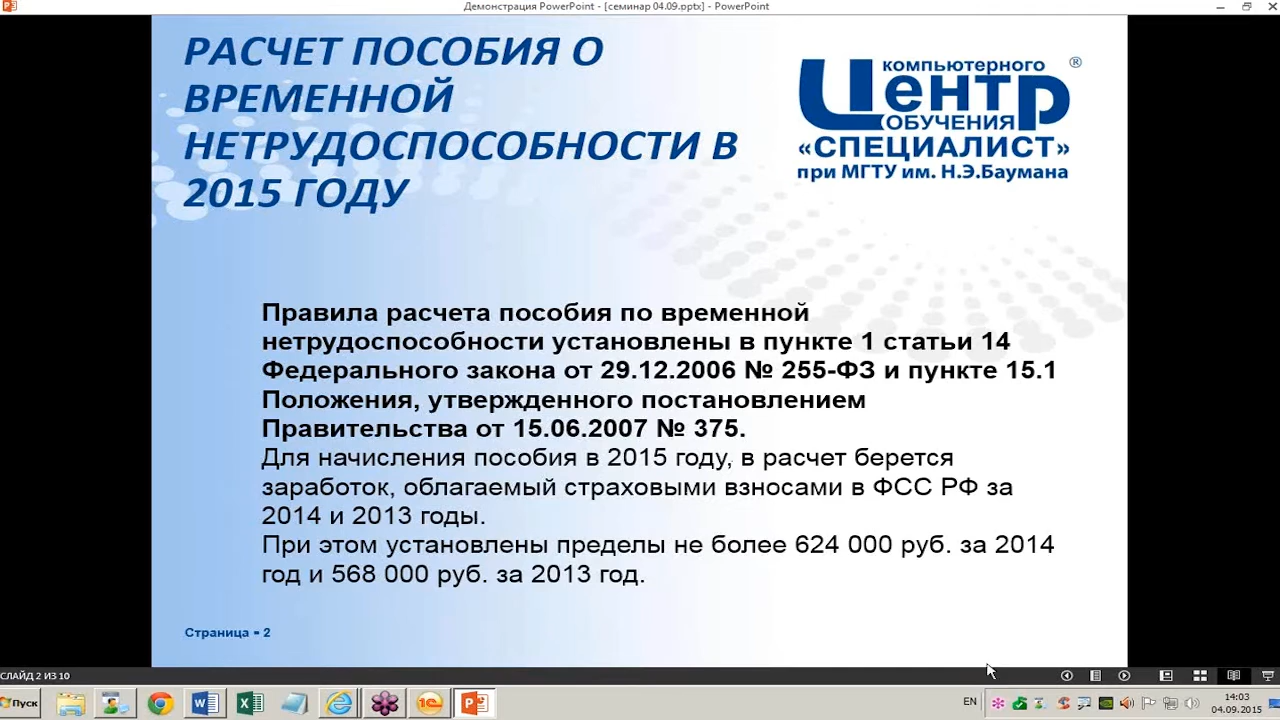 Демонстрация PowerPoint - [семинар 04.09.pptx] - PowerPoint
РАСЧЕТ ПОСОБИЯ О
ВРЕМЕННОЙ
НЕТРУДОСПОСОБНОСТИ В
2015 ГОДУ
КОМПЬЮТЕРНОГО ®
ЦЕНТР
ОБУЧЕНИЯ
«СПЕЦИАЛИСТ»
при МГТУ им. Н.Э.Баумана
Правила расчета пособия по временной
нетрудоспособности установлены в пункте 1 статьи 14
Федерального закона от 29.12.2006 № 255-ФЗ и пункте 15.1
Положения, утвержденного постановлением
Правительства от 15.06.2007 № 375.
Для начисления пособия в 2015 году, в расчет берется
заработок, облагаемый страховыми взносами в ФСС РФ за
2014 и 2013 годы.
При этом установлены пределы не более 624 000 руб. за 2014
год и 568 000 руб. за 2013 год.
Страница ▪ 2
СЛАЙД 2 ИЗ 10
Пуск
EN
14:03
04.09.2015